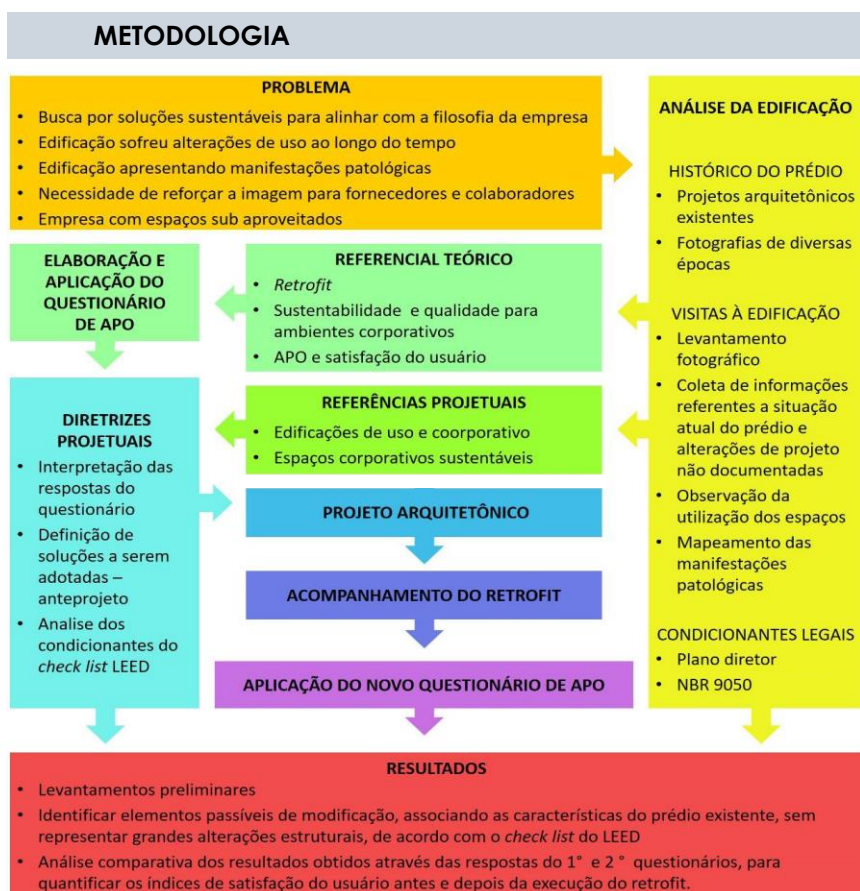 METODOLOGIA
PROBLEMA
• Busca por soluções sustentáveis para alinhar com a filosofia da empresa
• Edificação sofreu alterações de uso ao longo do tempo
• Edificação apresentando manifestações patológicas
• Necessidade de reforçar a imagem para fornecedores e colaboradores
• Empresa com espaços sub aproveitados
ANÁLISE DA EDIFICAÇÃO
HISTÓRICO DO PRÉDIO
• Projetos arquitetônicos
existentes
• Fotografias de diversas
épocas
VISITAS À EDIFICAÇÃO
• Levantamento
fotográfico
• Coleta de informações
referentes a situação
atual do prédio e
alterações de projeto
não documentadas
• Observação da
utilização dos espaços
• Mapeamento das
manifestações
patológicas
CONDICIONANTES LEGAIS
• Plano diretor
• NBR 9050
REFERENCIAL TEÓRICO
• Retrofit
• Sustentabilidade e qualidade para
ambientes corporativos
• APO e satisfação do usuário
ELABORAÇÃO E
APLICAÇÃO DO
QUESTIONÁRIO
DE APO
REFERÊNCIAS PROJETUAIS
• Edificações de uso e coorporativo
• Espaços corporativos sustentáveis
DIRETRIZES
PROJETUAIS
• Interpretação das
respostas do
questionário
• Definição de
soluções a serem
adotadas –
anteprojeto
• Analise dos
condicionantes do
check list LEED
PROJETO ARQUITETÔNICO
ACOMPANHAMENTO DO RETROFIT
APLICAÇÃO DO NOVO QUESTIONÁRIO DE APO
RESULTADOS
• Levantamentos preliminares
• Identificar elementos passíveis de modificação, associando as características do prédio existente, sem
representar grandes alterações estruturais, de acordo com o check list do LEED
• Análise comparativa dos resultados obtidos através das respostas do 1° e 2 ° questionários, para
quantificar os índices de satisfação do usuário antes e depois da execução do retrofit.